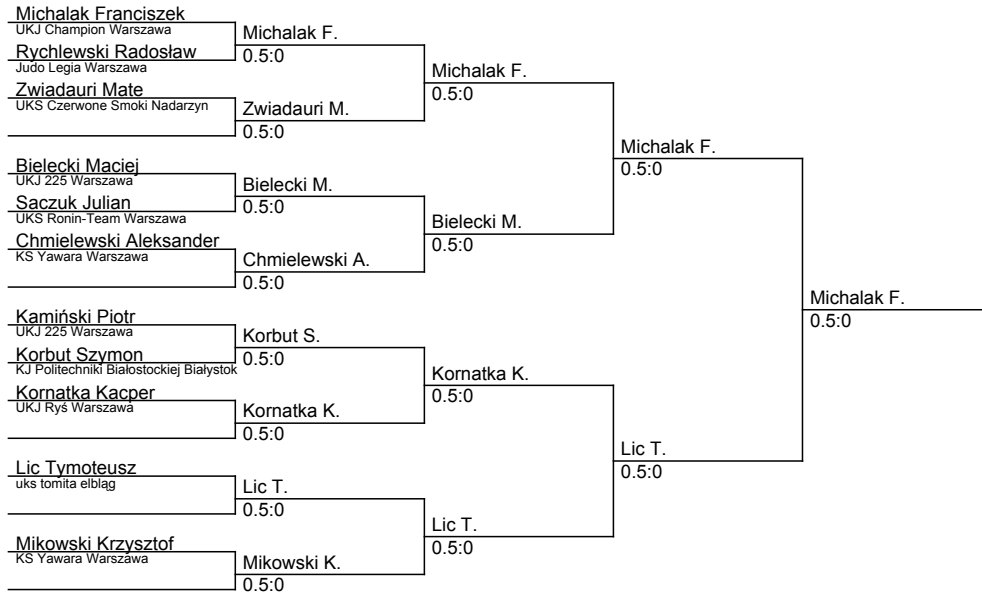 Michalak Franciszek
UKJ Champion Warszawa
Rychlewski Radosław
Judo Legia Warszawa
Zwiadauri Mate
UKS Czerwone Smoki Nadarzyn
Bielecki Maciej
UKJ 225 Warszawa
Saczuk Julian
UKS Ronin-Team Warszawa
Chmielewski Aleksander
KS Yawara Warszawa
Kamiński Piotr
UKJ 225 Warszawa
Korbut Szymon
KJ Politechniki Białostockiej Białystok
Kornatka Kacper
UKJ Ryś Warszawa
Lic Tymoteusz
uks tomita elbląg
Mikowski Krzysztof
KS Yawara Warszawa
Michalak F.
0.5:0
Zwiadauri M.
0.5:0
Bielecki M.
0.5:0
Chmielewski A.
0.5:0
Korbut S.
0.5:0
Kornatka K.
0.5:0
Lic T.
0.5:0
Mikowski K.
0.5:0
Michalak F.
0.5:0
Bielecki M.
0.5:0
Kornatka K.
0.5:0
Lic T.
0.5:0
Michalak F.
0.5:0
Lic T.
0.5:0
Michalak F.
0.5:0